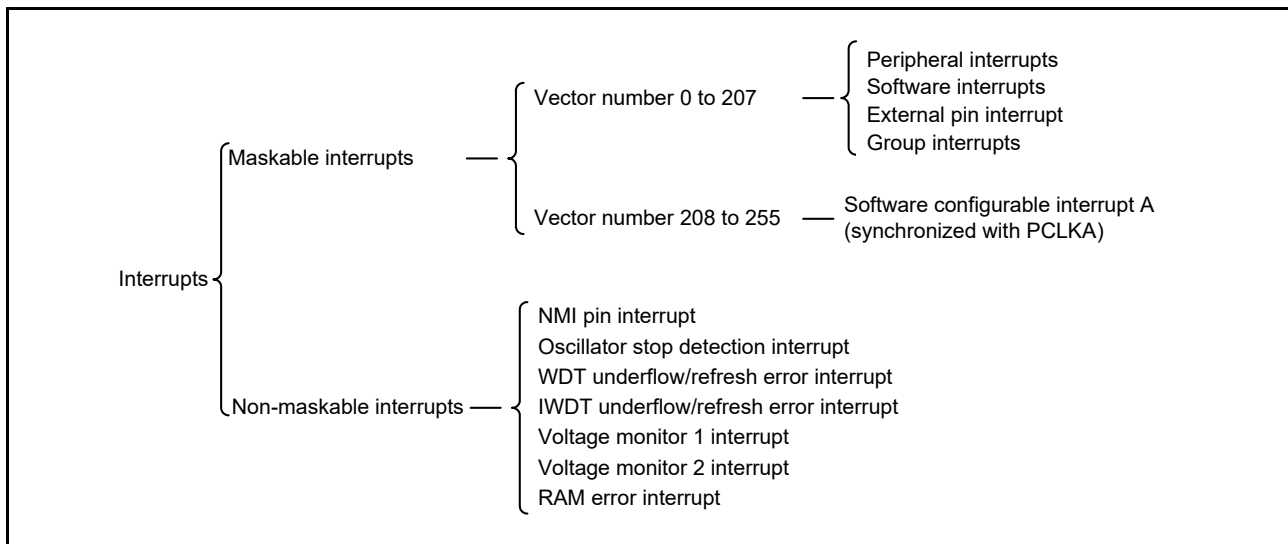 Interrupts
Maskable interrupts
Vector number 0 to 207
Peripheral interrupts
Software interrupts
External pin interrupt
Group interrupts
Vector number 208 to 255
Software configurable interrupt A
(synchronized with PCLKA)
Non-maskable interrupts
NMI pin interrupt
Oscillator stop detection interrupt
WDT underflow/refresh error interrupt
IWDT underflow/refresh error interrupt
Voltage monitor 1 interrupt
Voltage monitor 2 interrupt
RAM error interrupt